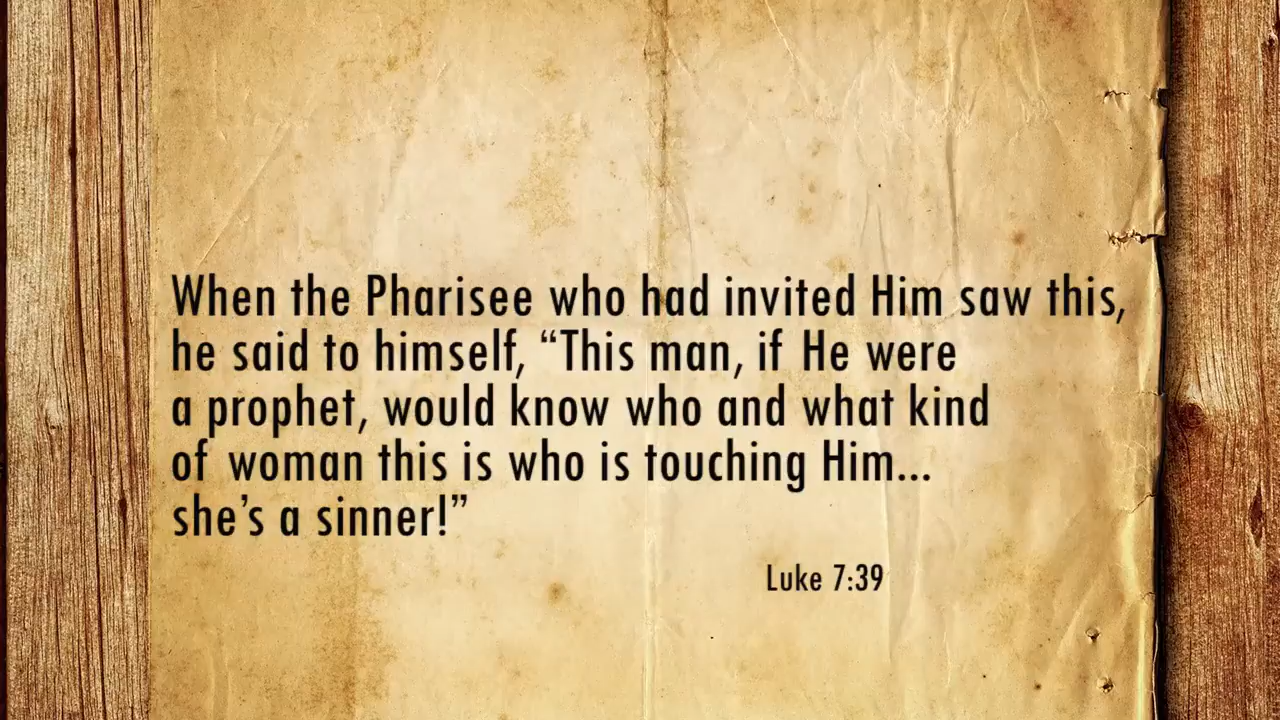 When the Pharisee who had invited Him saw this,
he said to himself, “This man, if He were
a prophet, would know who and what kind
of woman this is who is touching Him...
she’s a sinner!”
Luke 7:39